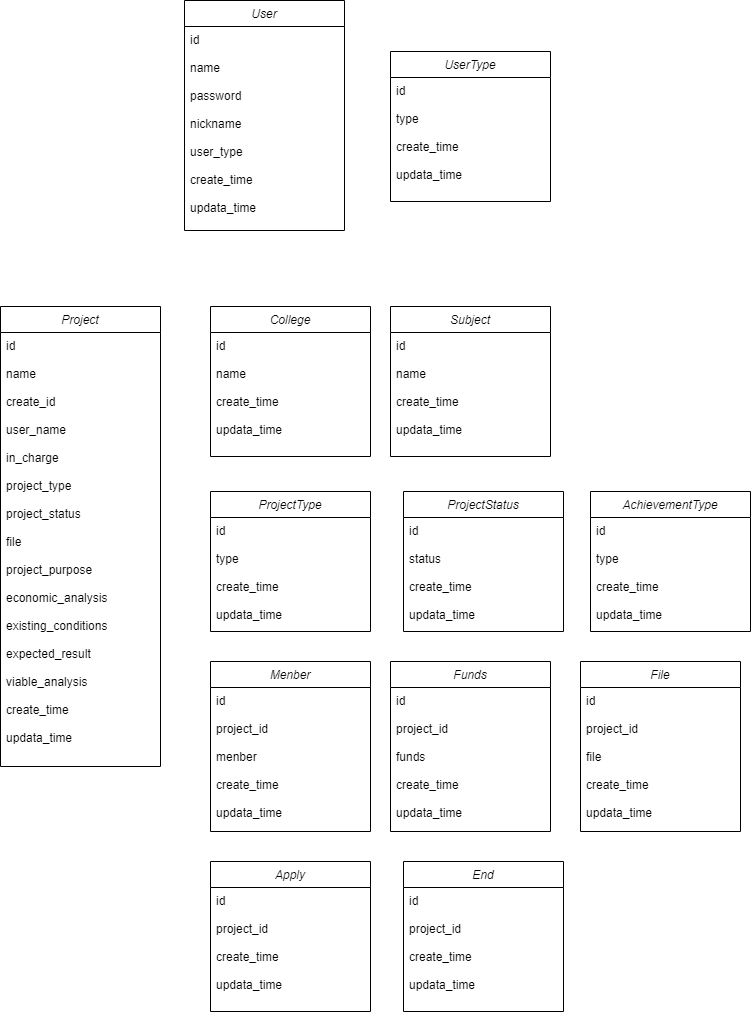 User
id
name
password
nickname
user_type
create_time
updata_time
UserType
id
type
create_time
updata_time
Project
id
name
create_id
user_name
in_charge
project_type
project_status
file
project_purpose
economic_analysis
existing_conditions
expected_result
viable_analysis
create_time
updata_time
College
id
name
create_time
updata_time
Subject
id
name
create_time
updata_time
ProjectType
id
type
create_time
updata_time
ProjectStatus
id
status
create_time
updata_time
AchievementType
id
type
create_time
updata_time
Menber
id
project_id
menber
create_time
updata_time
Funds
id
project_id
funds
create_time
updata_time
File
id
project_id
file
create_time
updata_time
Apply
id
project_id
create_time
updata_time
End
id
project_id
create_time
updata_time